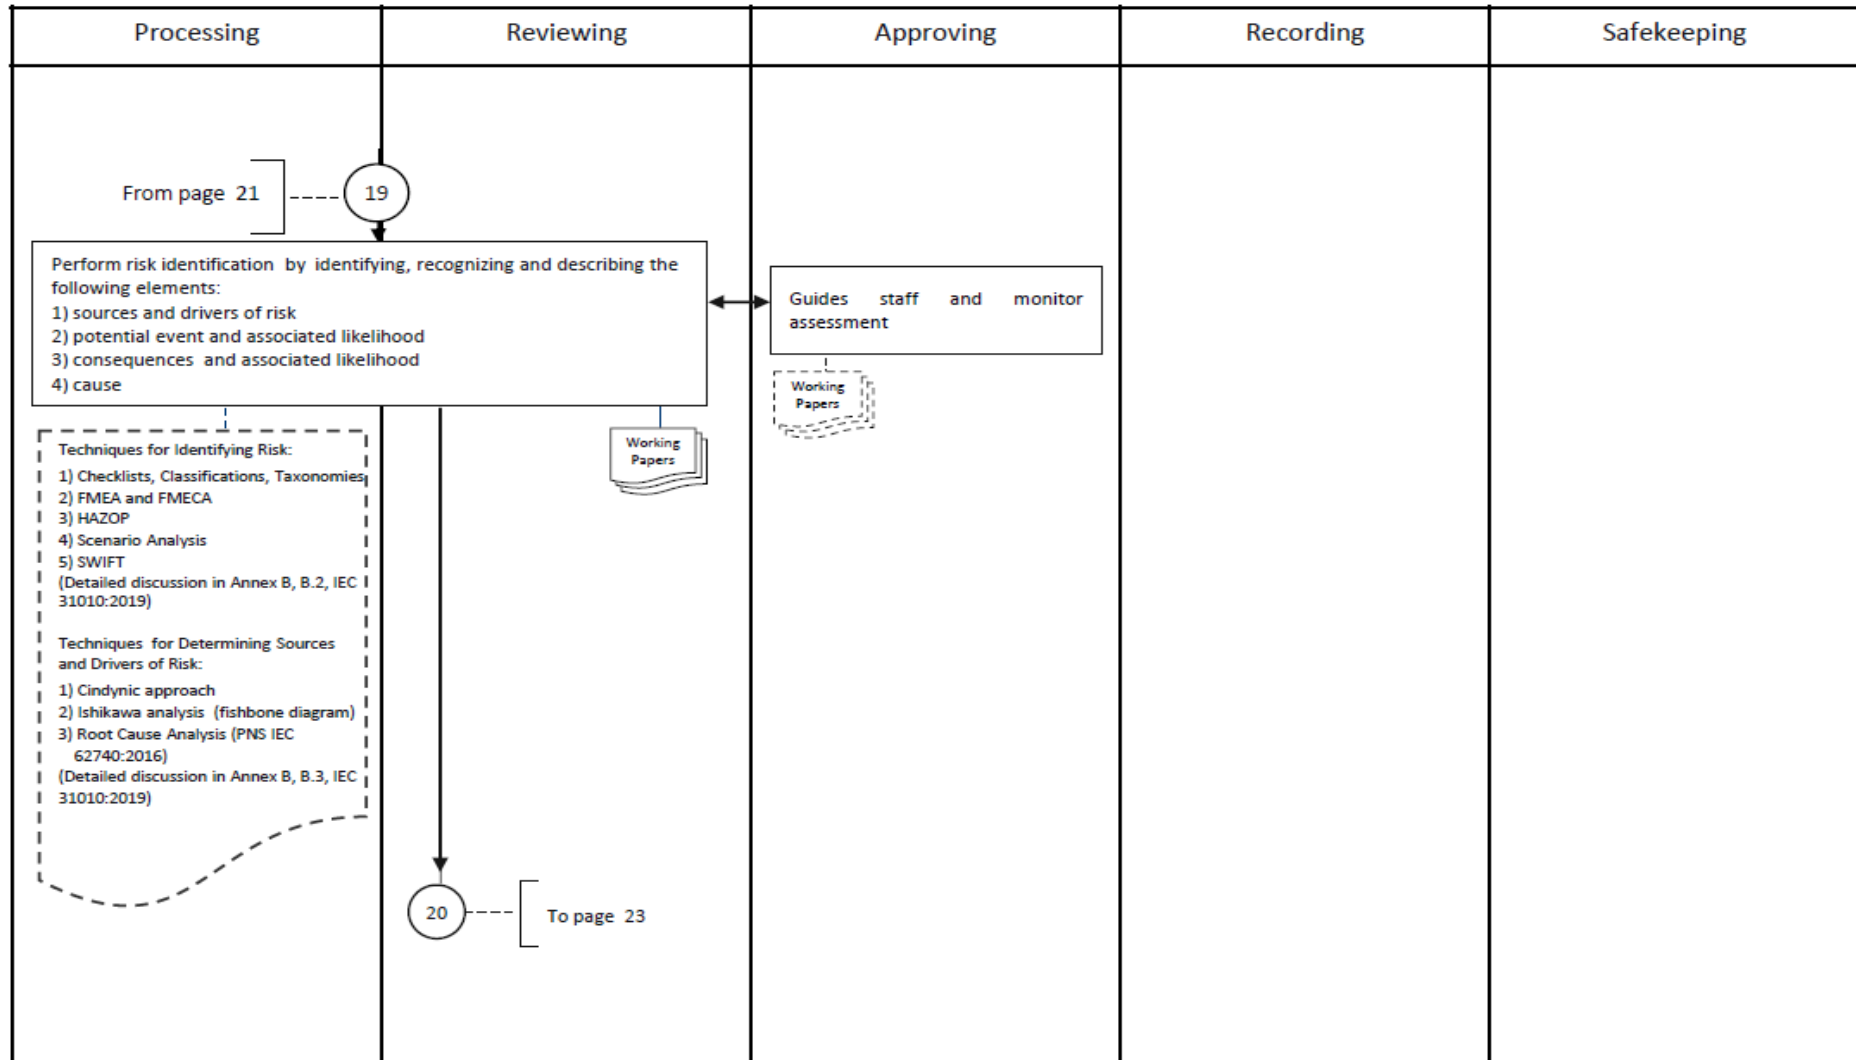 Processing
Reviewing
Approving
Recording
Safekeeping
From page 21
19
Perform risk identification by identifying, recognizing and describing the
following elements:
1) sources and drivers of risk
2) potential event and associated likelihood
3) consequences and associated likelihood
4) cause
Guides staff and monitor
assessment
Working
Papers
Working
Papers
Techniques for Identifying Risk:
1) Checklists, Classifications, Taxonomies
2) FMEA and FMECA
3) HAZOP
4) Scenario Analysis
5) SWIFT
(Detailed discussion in Annex B, B.2, IEC
31010:2019)
Techniques for Determining Sources
and Drivers of Risk:
1) Cindynic approach
2) Ishikawa analysis (fishbone diagram)
3) Root Cause Analysis (PNS IEC
62740:2016)
(Detailed discussion in Annex B, B.3, IEC
31010:2019)
20
To page 23